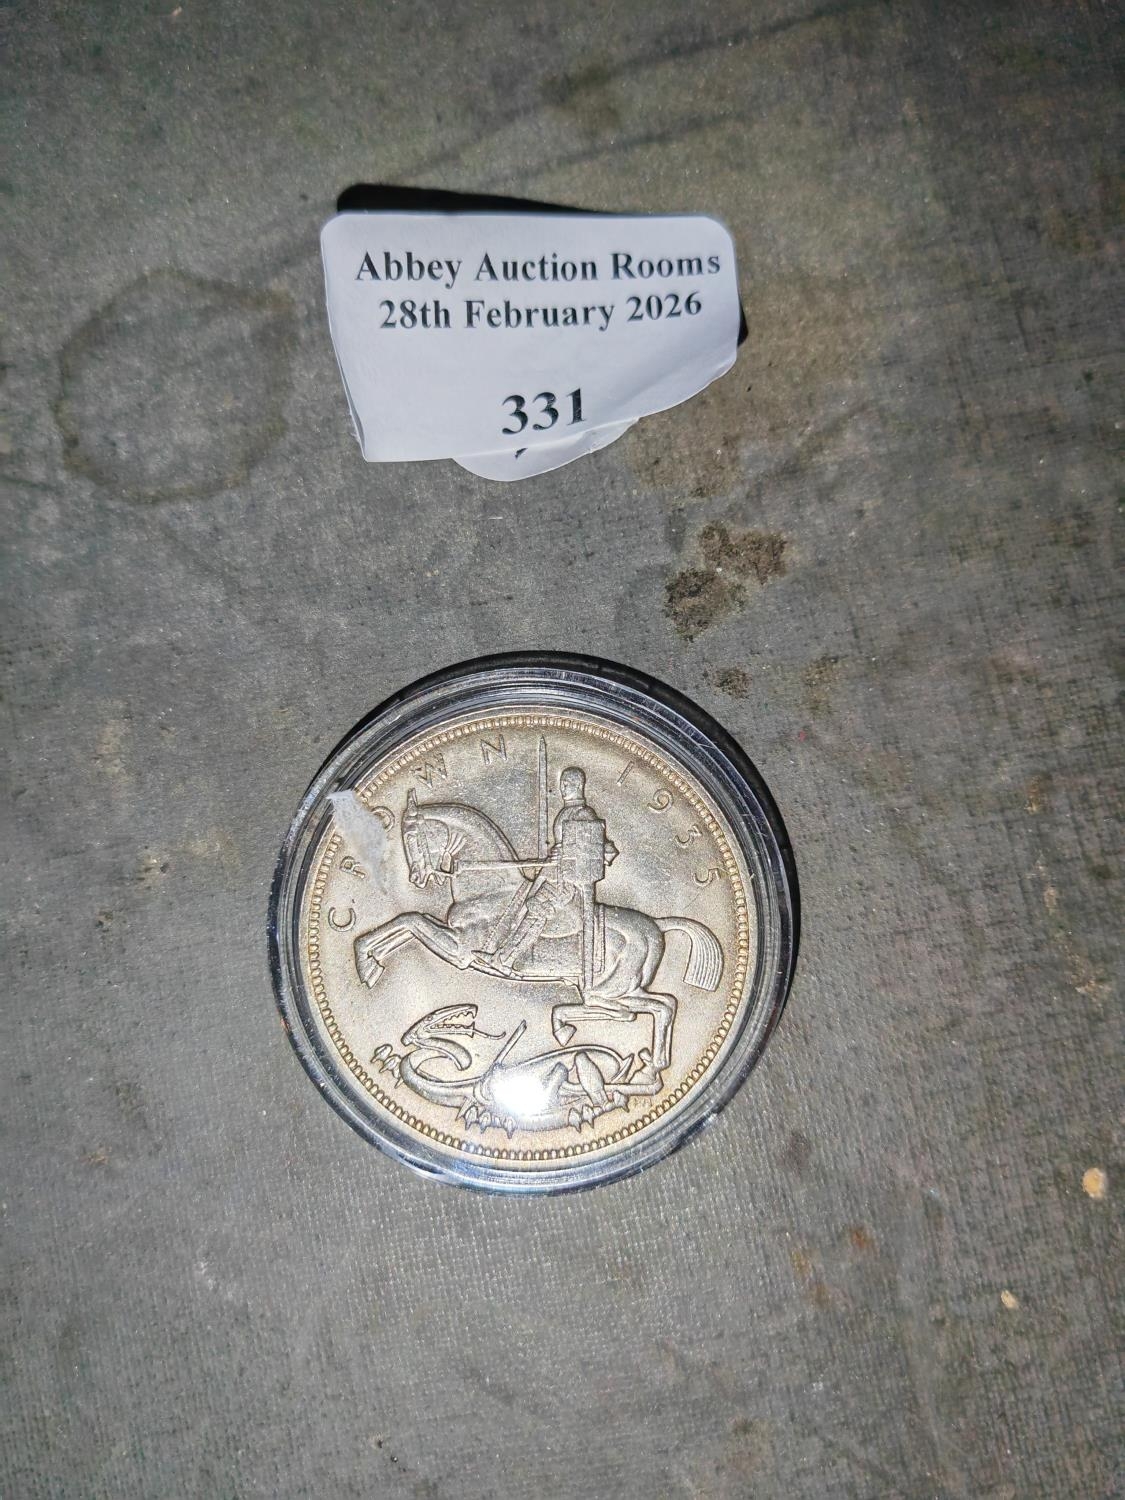 Abbey Auction Rooms
28th February 2026
331
CROWN 1935